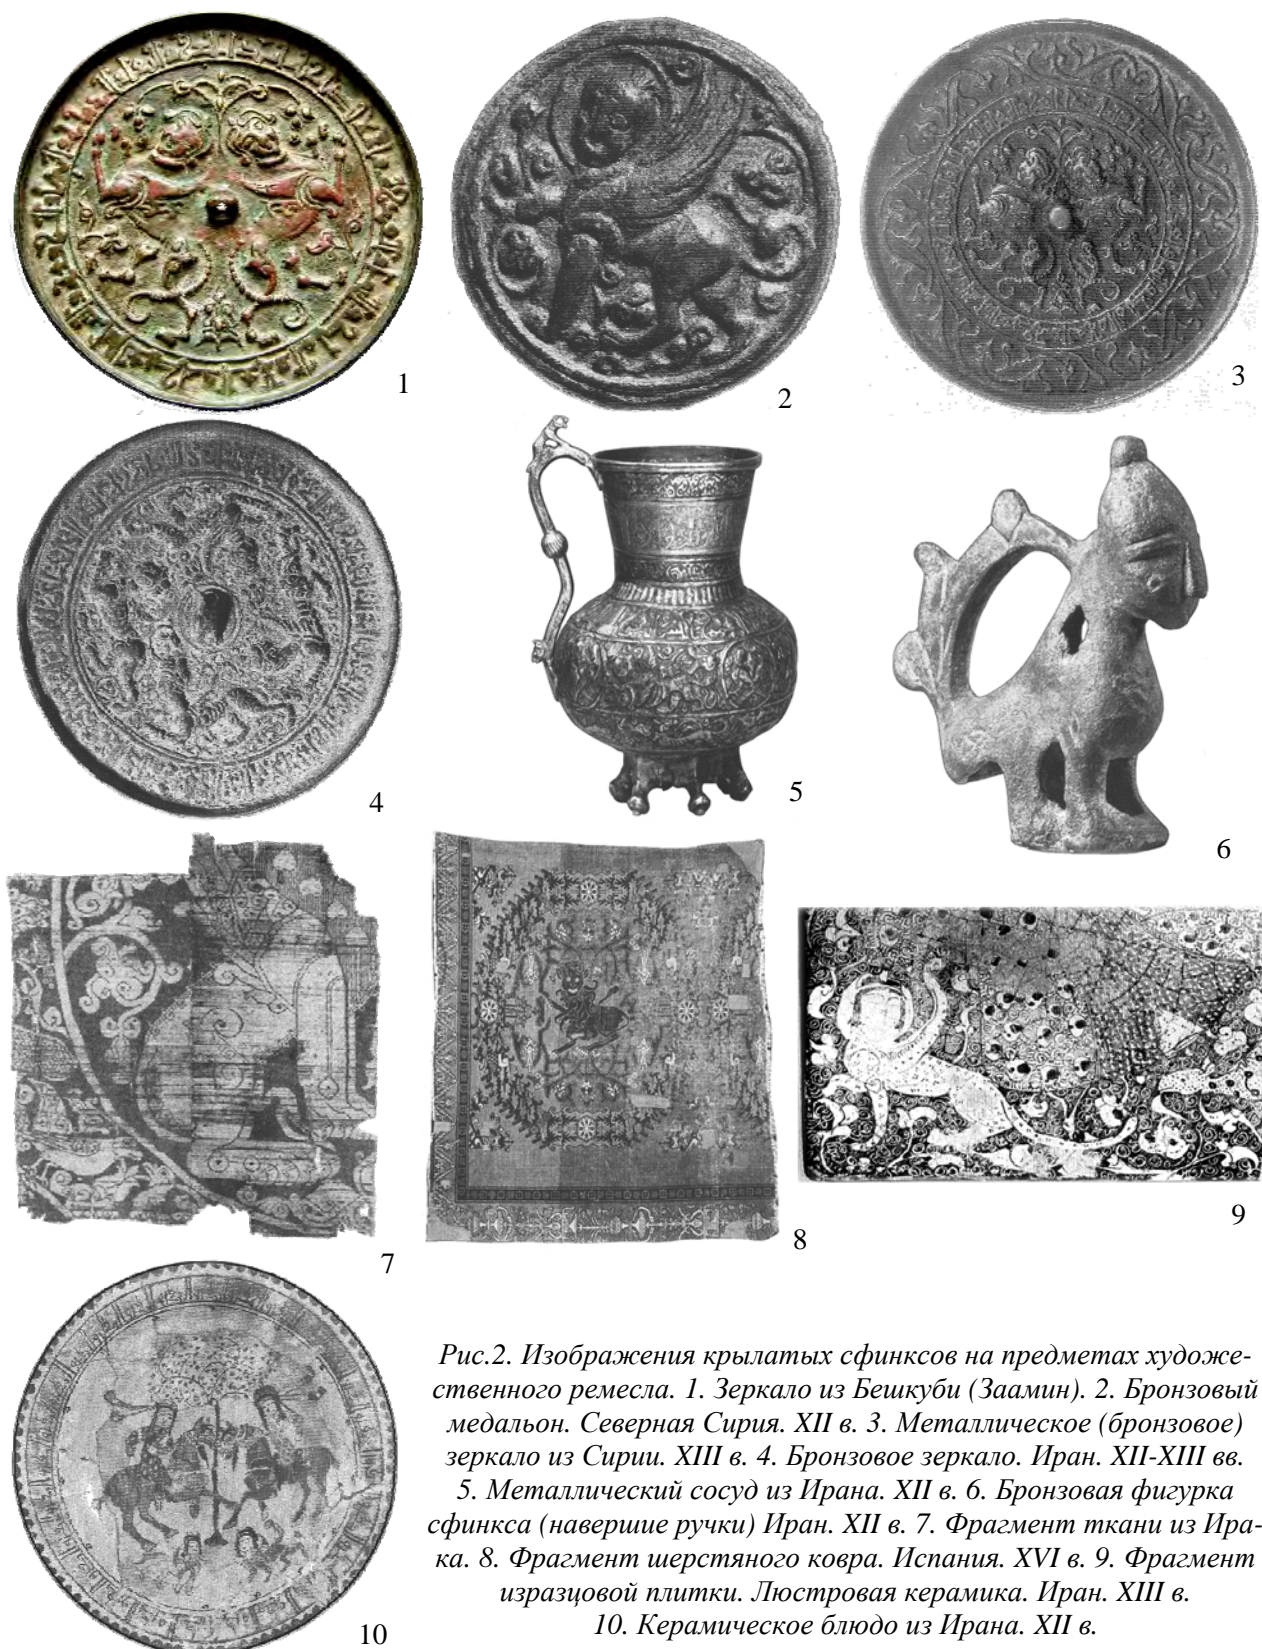 1
2
3
4
5
6
7
8
9
10
Рис.2. Изображения крылатых сфинксов на предметах художе-
ственного ремесла. 1. Зеркало из Бешкуби (Заамин). 2. Бронзовый
медальон. Северная Сирия. XII в. 3. Металлическое (бронзовое)
зеркало из Сирии. XIII в. 4. Бронзовое зеркало. Иран. XII-XIII вв.
5. Металлический сосуд из Ирана. XII в. 6. Бронзовая фигурка
сфинкса (навершие ручки) Иран. XII в. 7. Фрагмент ткани из Ира-
ка. 8. Фрагмент шерстяного ковра. Испания. XVI в. 9. Фрагмент
изразцовой плитки. Люстровая керамика. Иран. XIII в.
10. Керамическое блюдо из Ирана. XII в.